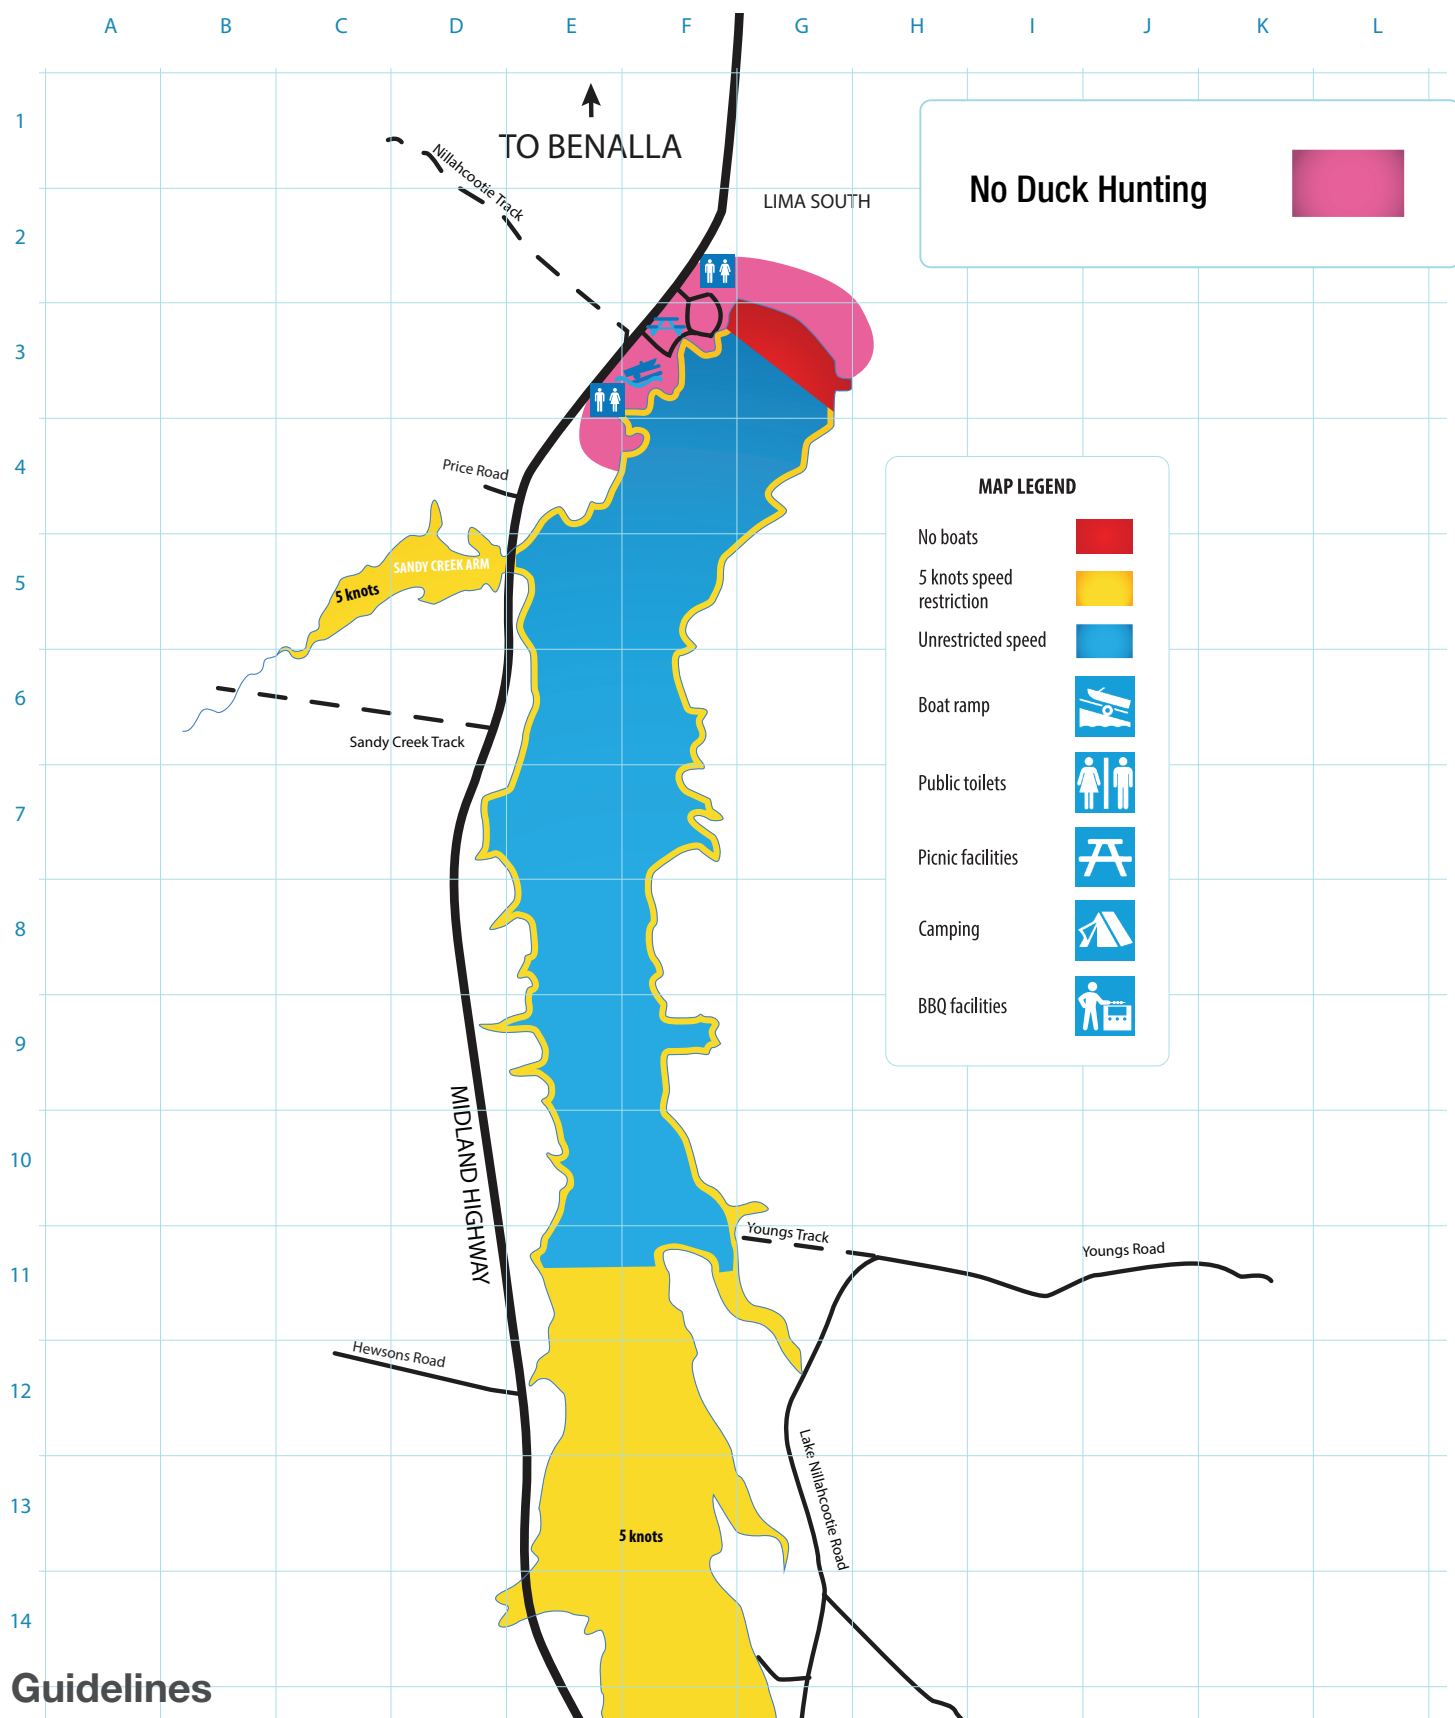 A B C D E F G H I J K L
1
2
3
4
5
6
7
8
9
10
11
12
13
14
TO BENALLA
Nillahcootie Track
LIMA SOUTH
No Duck Hunting
Price Road
SANDY CREEK ARM
5 knots
Sandy Creek Track
MAP LEGEND
No boats
5 knots speed
restriction
Unrestricted speed
Boat ramp
Public toilets
Picnic facilities
Camping
BBQ facilities
MIDLAND HIGHWAY
Youngs Track
Youngs Road
Hewsons Road
Lake Nillahcootie Road
5 knots
Guidelines